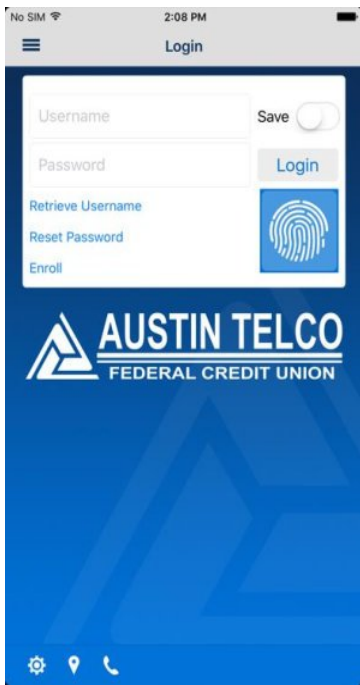 No SIM 2:08 PM
Login
Username
Save
Password
Login
Retrieve Username
Reset Password
Enroll
AUSTIN TELCO
FEDERAL CREDIT UNION